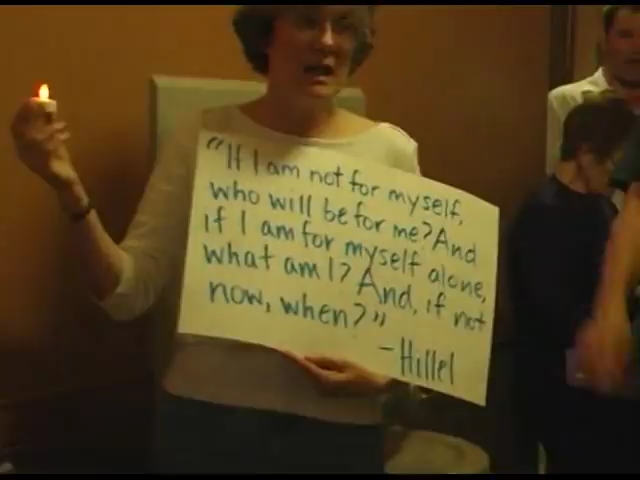 "If I am not for myself,
who will be for me? And
if I am for myself alone,
what am I? And, if not
now, when?"
- Hillel